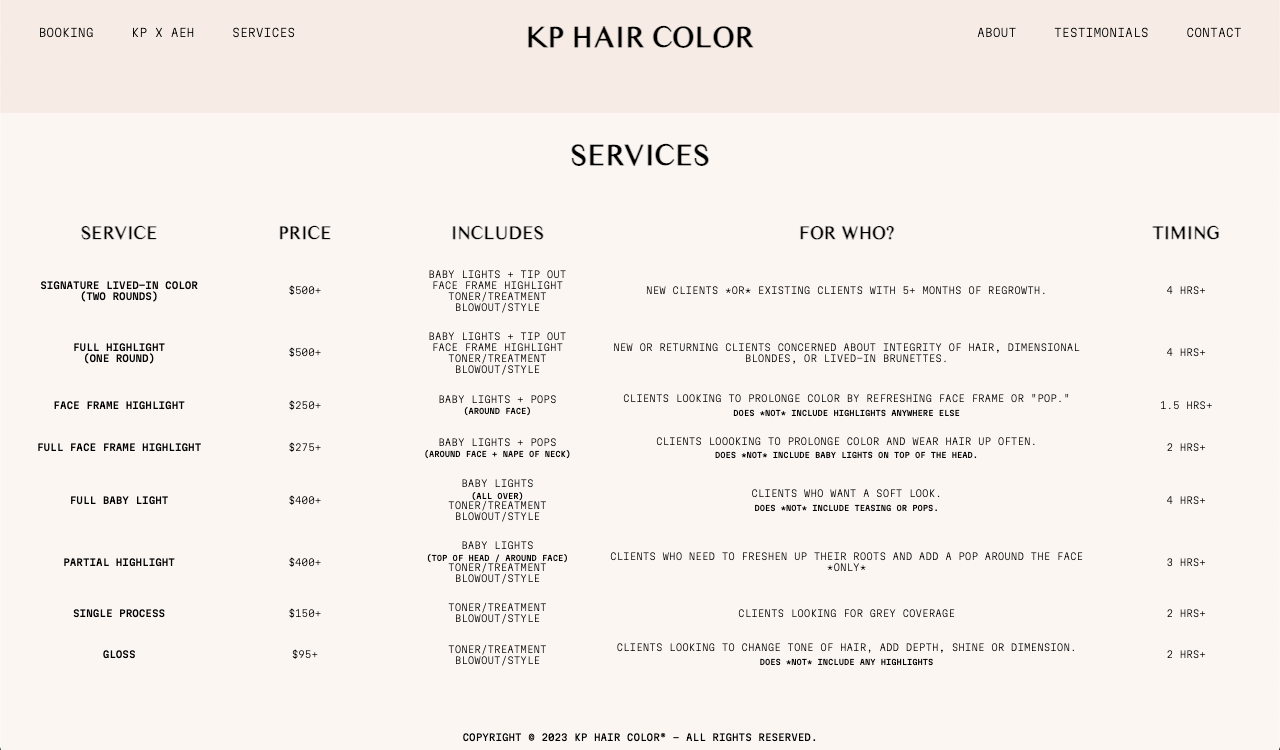 BOOKING KP X AEH SERVICES KP HAIR COLOR ABOUT TESTIMONIALS CONTACT
SERVICES
SERVICE PRICE INCLUDES FOR WHO? TIMING
SIGNATURE LIVED-IN COLOR
(TWO ROUNDS)
$500+
BABY LIGHTS + TIP OUT
FACE FRAME HIGHLIGHT
TONER/TREATMENT
BLOWOUT/STYLE
NEW CLIENTS *OR* EXISTING CLIENTS WITH 5+ MONTHS OF REGROWTH.
4 HRS+
FULL HIGHLIGHT
(ONE ROUND)
$500+
BABY LIGHTS + TIP OUT
FACE FRAME HIGHLIGHT
TONER/TREATMENT
BLOWOUT/STYLE
NEW OR RETURNING CLIENTS CONCERNED ABOUT INTEGRITY OF HAIR, DIMENSIONAL
BLONDES, OR LIVED-IN BRUNETTES.
4 HRS+
FACE FRAME HIGHLIGHT
$250+
BABY LIGHTS + POPS
(AROUND FACE)
CLIENTS LOOKING TO PROLONGE COLOR BY REFRESHING FACE FRAME OR "POP."
DOES *NOT* INCLUDE HIGHLIGHTS ANYWHERE ELSE
1.5 HRS+
FULL FACE FRAME HIGHLIGHT
$275+
BABY LIGHTS + POPS
(AROUND FACE + NAPE OF NECK)
CLIENTS LOOOKING TO PROLONGE COLOR AND WEAR HAIR UP OFTEN.
DOES *NOT* INCLUDE BABY LIGHTS ON TOP OF THE HEAD.
2 HRS+
FULL BABY LIGHT
$400+
BABY LIGHTS
(ALL OVER)
TONER/TREATMENT
BLOWOUT/STYLE
CLIENTS WHO WANT A SOFT LOOK.
DOES *NOT* INCLUDE TEASING OR POPS.
4 HRS+
PARTIAL HIGHLIGHT
$400+
BABY LIGHTS
(TOP OF HEAD / AROUND FACE)
TONER/TREATMENT
BLOWOUT/STYLE
CLIENTS WHO NEED TO FRESHEN UP THEIR ROOTS AND ADD A POP AROUND THE FACE
*ONLY*
3 HRS+
SINGLE PROCESS
$150+
TONER/TREATMENT
BLOWOUT/STYLE
CLIENTS LOOKING FOR GREY COVERAGE
2 HRS+
GLOSS
$95+
TONER/TREATMENT
BLOWOUT/STYLE
CLIENTS LOOKING TO CHANGE TONE OF HAIR, ADD DEPTH, SHINE OR DIMENSION.
DOES *NOT* INCLUDE ANY HIGHLIGHTS
2 HRS+
COPYRIGHT © 2023 KP HAIR COLOR® – ALL RIGHTS RESERVED.